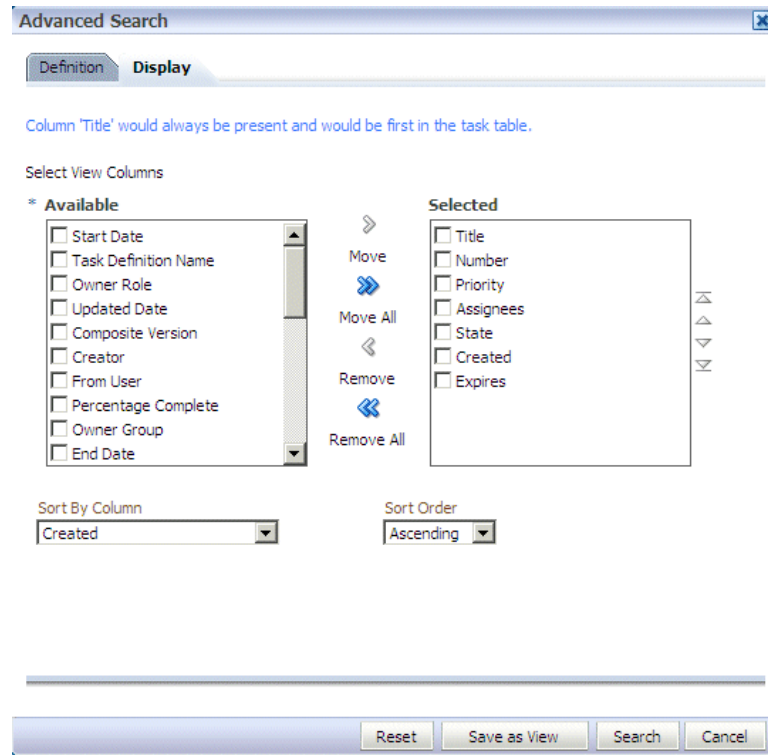 Advanced Search
Definition
Display
Column 'Title' would always be present and would be first in the task table.
Select View Columns
* Available
Start Date
Task Definition Name
Owner Role
Updated Date
Composite Version
Creator
From User
Percentage Complete
Owner Group
End Date
Move
Move All
Remove
Remove All
Selected
Title
Number
Priority
Assignees
State
Created
Expires
Sort By Column
Created
Sort Order
Ascending
Reset
Save as View
Search
Cancel